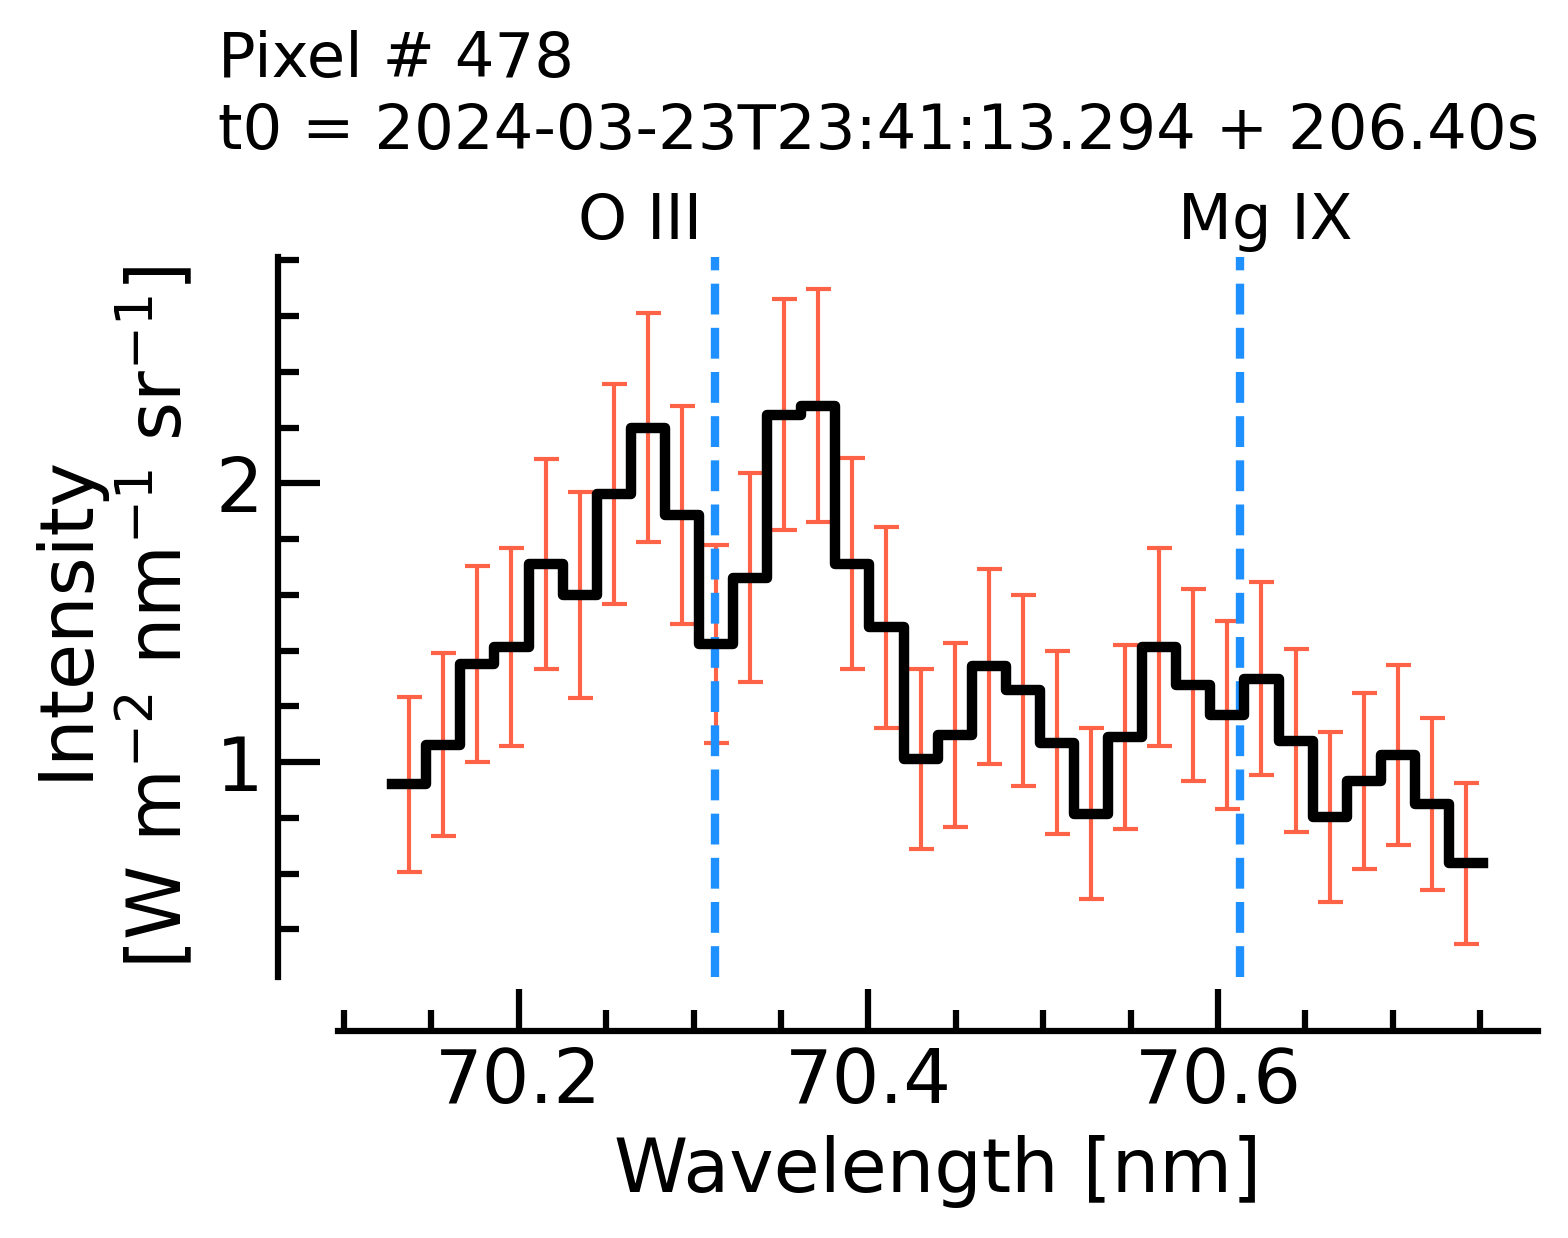 Pixel # 478
t0 = 2024-03-23T23:41:13.294 + 206.40s
O III
Mg IX
Intensity
[W m⁻² nm⁻¹ sr⁻¹]
2
1
70.2
70.4
70.6
Wavelength [nm]